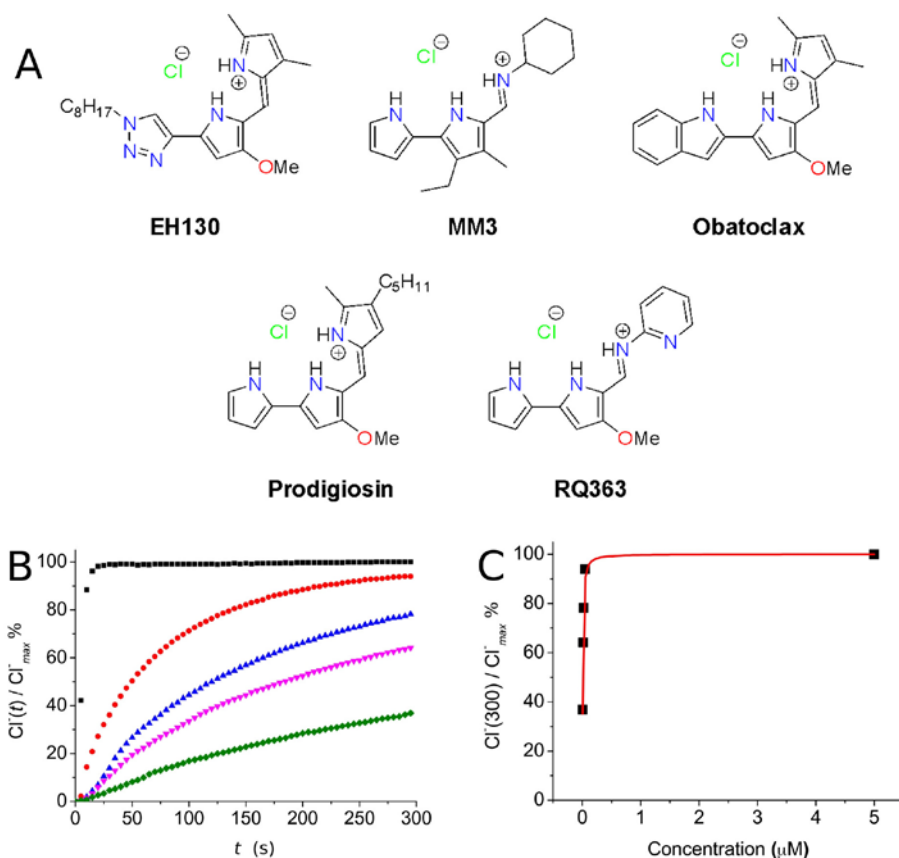 A
Cl ⊖
HN ⊕
C8H17
N
N
N
H
N
OMe
EH130
Cl ⊖
HN ⊕
H
N
H
N
MM3
Cl ⊖
HN ⊕
H
N
H
N
OMe
Obatoclax
C5H11
Cl ⊖
HN ⊕
H
N
H
N
OMe
Prodigiosin
Cl ⊖
HN ⊕
N
H
N
H
N
OMe
RQ363
B
Cl⁻(t) / Cl⁻max %
100
80
60
40
20
0
0 50 100 150 200 250 300
t (s)
C
Cl⁻(300) / Cl⁻max %
100
80
60
40
20
0
0 1 2 3 4 5
Concentration (μM)